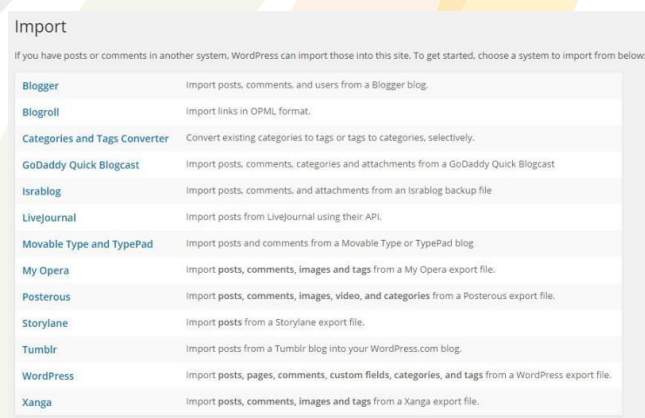 Import
If you have posts or comments in another system, WordPress can import those into this site. To get started, choose a system to import from below:
Blogger Import posts, comments, and users from a Blogger blog.
Blogroll Import links in OPML format.
Categories and Tags Converter Convert existing categories to tags or tags to categories, selectively.
GoDaddy Quick Blogcast Import posts, comments, categories and attachments from a GoDaddy Quick Blogcast
Israblog Import posts, comments, and attachments from an Israblog backup file
LiveJournal Import posts from LiveJournal using their API.
Movable Type and TypePad Import posts and comments from a Movable Type or TypePad blog
My Opera Import posts, comments, images and tags from a My Opera export file.
Posterous Import posts, comments, images, video, and categories from a Posterous export file.
Storylane Import posts from a Storylane export file.
Tumblr Import posts from a Tumblr blog into your WordPress.com blog.
WordPress Import posts, pages, comments, custom fields, categories, and tags from a WordPress export file.
Xanga Import posts, comments, images and tags from a Xanga export file.